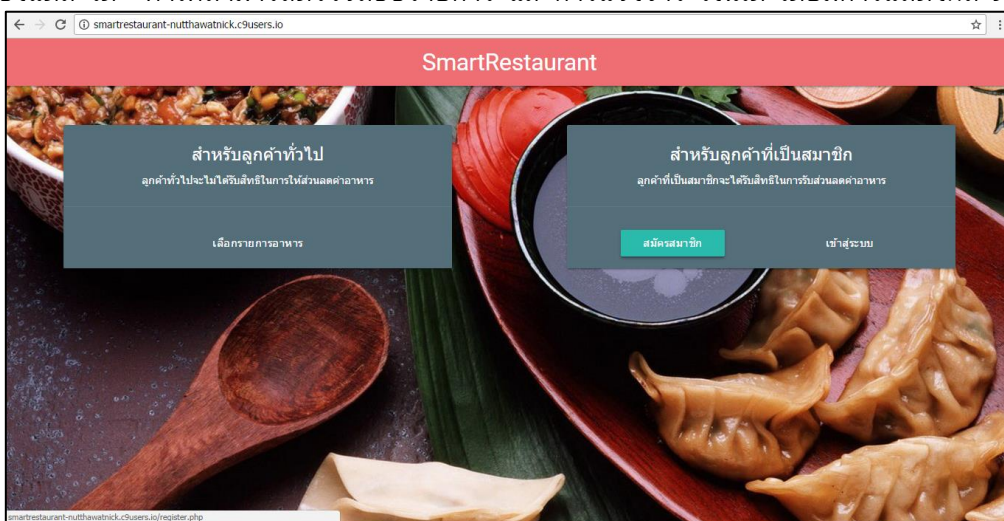 smartrestaurant-nutthawatnick.c9users.io
SmartRestaurant
สำหรับลูกค้าทั่วไป
ลูกค้าทั่วไปจะไม่ได้รับสิทธิในการให้ส่วนลดค่าอาหาร
เลือกรายการอาหาร
สำหรับลูกค้าที่เป็นสมาชิก
ลูกค้าที่เป็นสมาชิกจะได้รับสิทธิในการรับส่วนลดค่าอาหาร
สมัครสมาชิก
เข้าสู่ระบบ
smartrestaurant-nutthawatnick.c9users.io/register.php